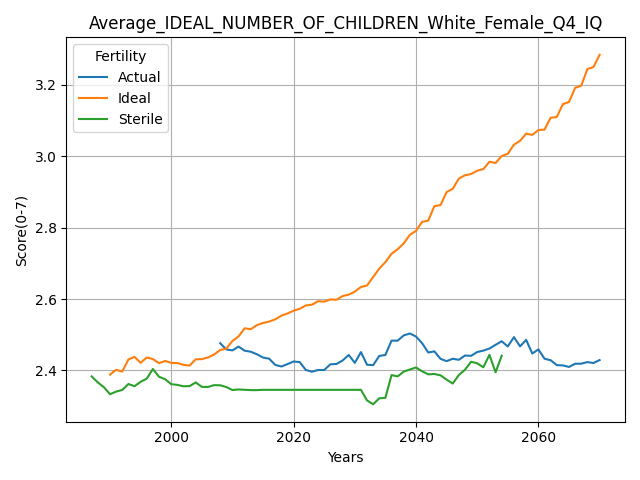 Average_IDEAL_NUMBER_OF_CHILDREN_White_Female_Q4_IQ
Fertility
Actual
Ideal
Sterile
3.2
3.0
2.8
2.6
2.4
Score(0-7)
2000
2020
2040
2060
Years